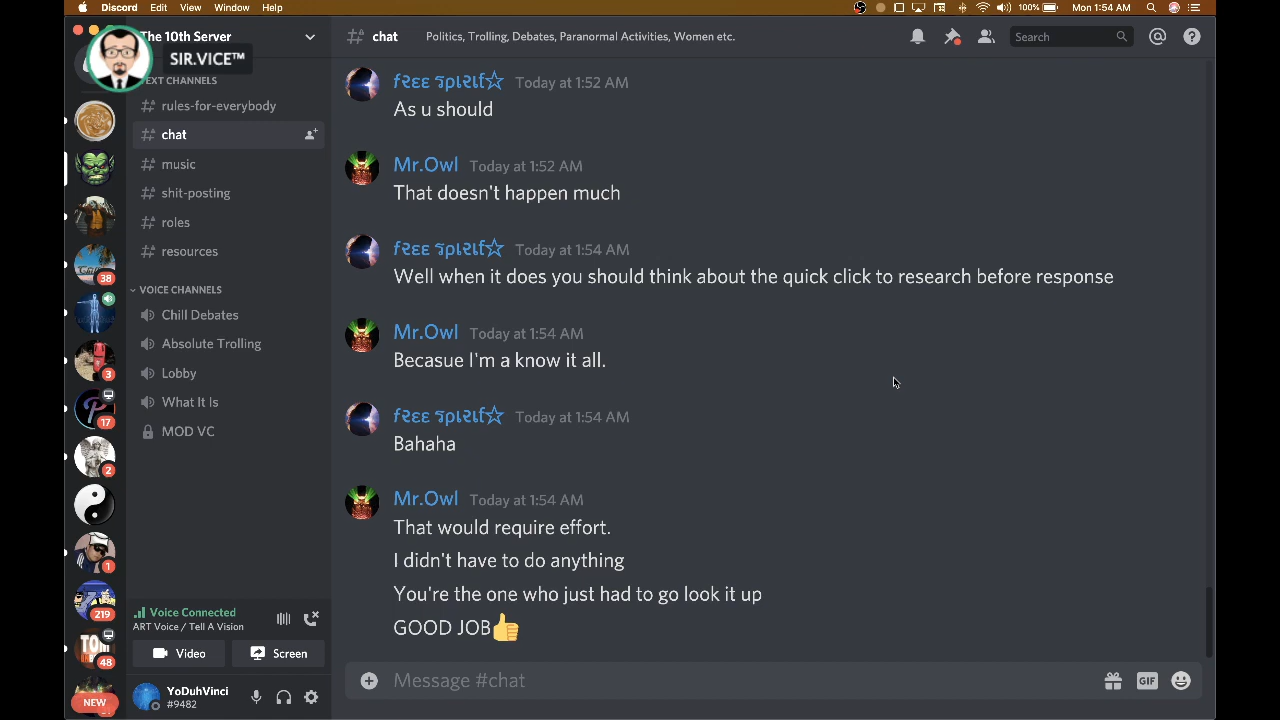 Discord Edit View Window Help
100% Mon 1:54 AM
The 10th Server
SIR.VICE™
# chat Politics, Trolling, Debates, Paranormal Activities, Women etc.
Search
EXT CHANNELS
# rules-for-everybody
# chat
# music
# shit-posting
# roles
# resources
VOICE CHANNELS
Chill Debates
Absolute Trolling
Lobby
What It Is
MOD VC
38
3
17
2
1
219
48
NEW
Voice Connected
ART Voice / Tell A Vision
Video
Screen
YoDuhVinci
#9482
Today at 1:52 AM
As u should
Mr.Owl Today at 1:52 AM
That doesn't happen much
Today at 1:54 AM
Well when it does you should think about the quick click to research before response
Mr.Owl Today at 1:54 AM
Becasue I'm a know it all.
Today at 1:54 AM
Bahaha
Mr.Owl Today at 1:54 AM
That would require effort.
I didn't have to do anything
You're the one who just had to go look it up
GOOD JOB👍
Message #chat
GIF